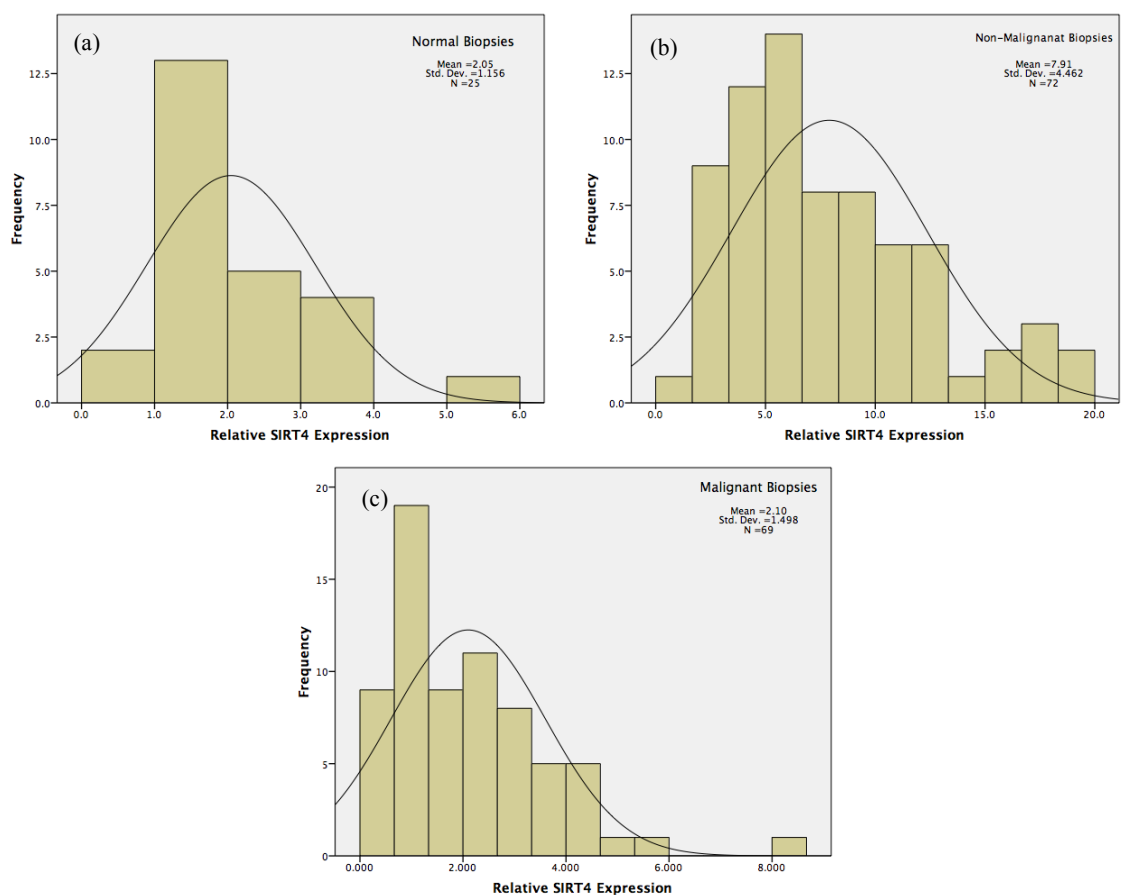 (a)
Normal Biopsies
Mean =2.05
Std. Dev. =1.156
N =25
Frequency
12.5
10.0
7.5
5.0
2.5
0.0
0.0 1.0 2.0 3.0 4.0 5.0 6.0
Relative SIRT4 Expression
(b)
Non-Malignanat Biopsies
Mean =7.91
Std. Dev. =4.462
N =72
Frequency
12.5
10.0
7.5
5.0
2.5
0.0
0.0 5.0 10.0 15.0 20.0
Relative SIRT4 Expression
(c)
Malignant Biopsies
Mean =2.10
Std. Dev. =1.498
N =69
Frequency
20
15
10
5
0
0.000 2.000 4.000 6.000 8.000
Relative SIRT4 Expression